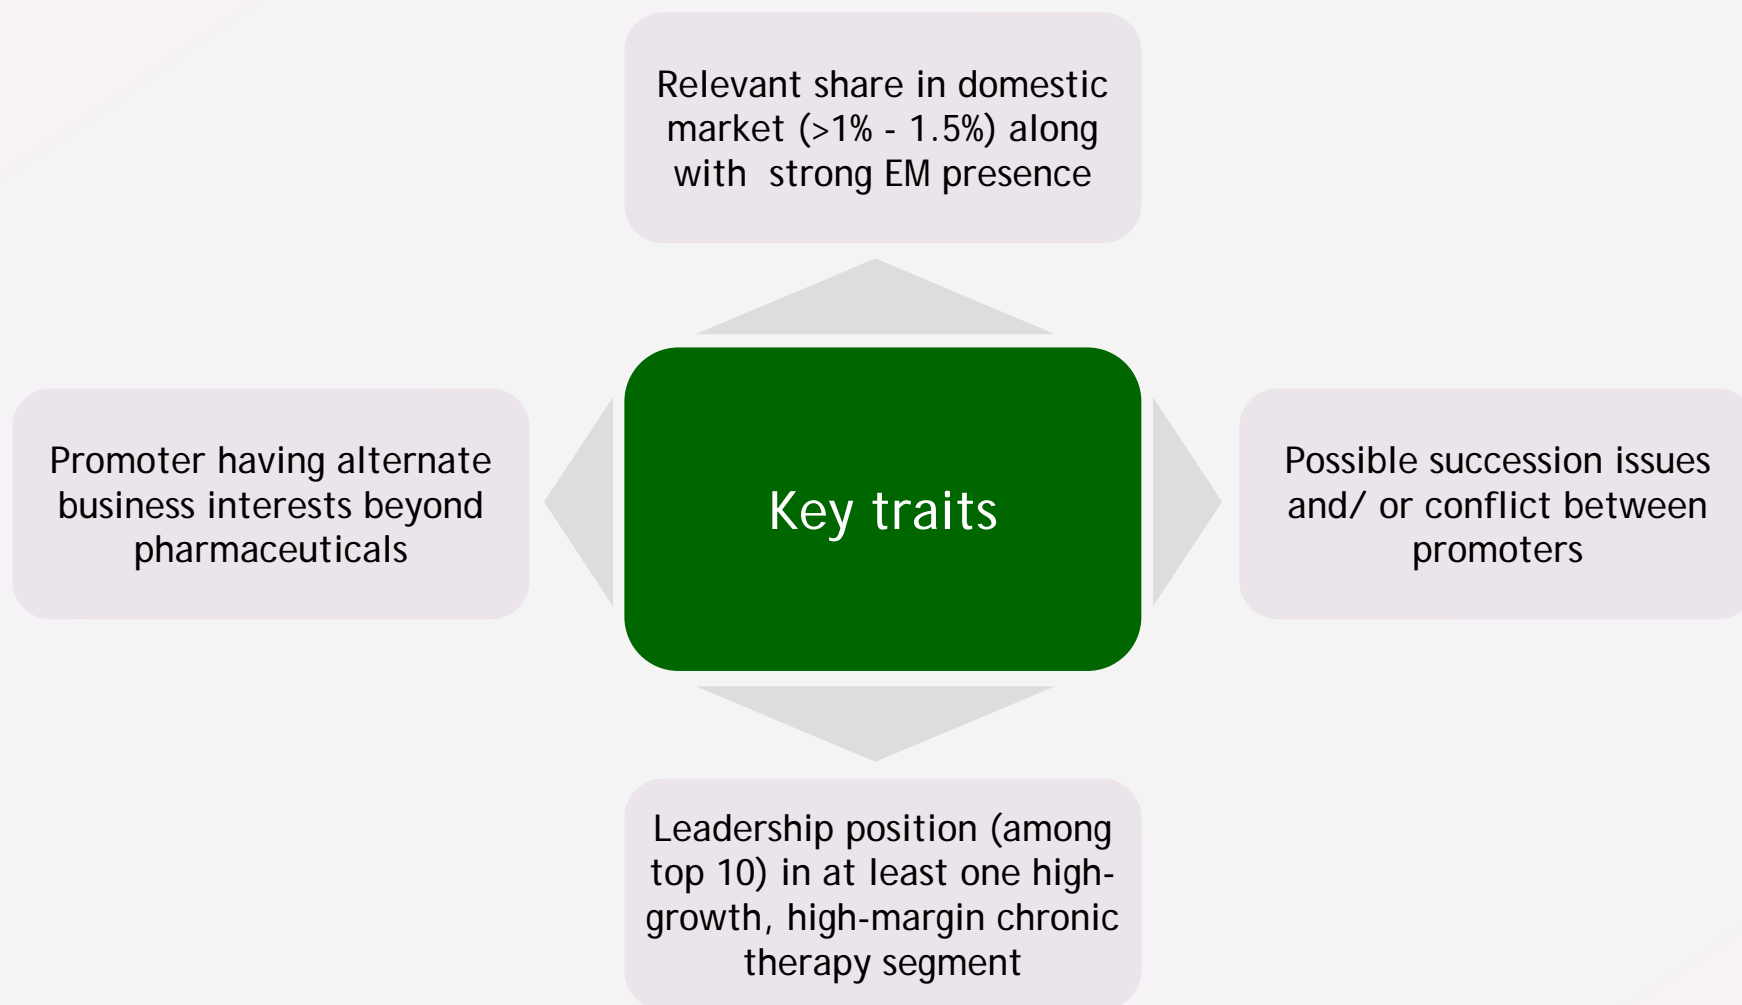 Relevant share in domestic
market (>1% - 1.5%) along
with  strong EM presence
Promoter having alternate
business interests beyond
pharmaceuticals
Key traits
Possible succession issues
and/ or conflict between
promoters
Leadership position (among
top 10) in at least one high-
growth, high-margin chronic
therapy segment